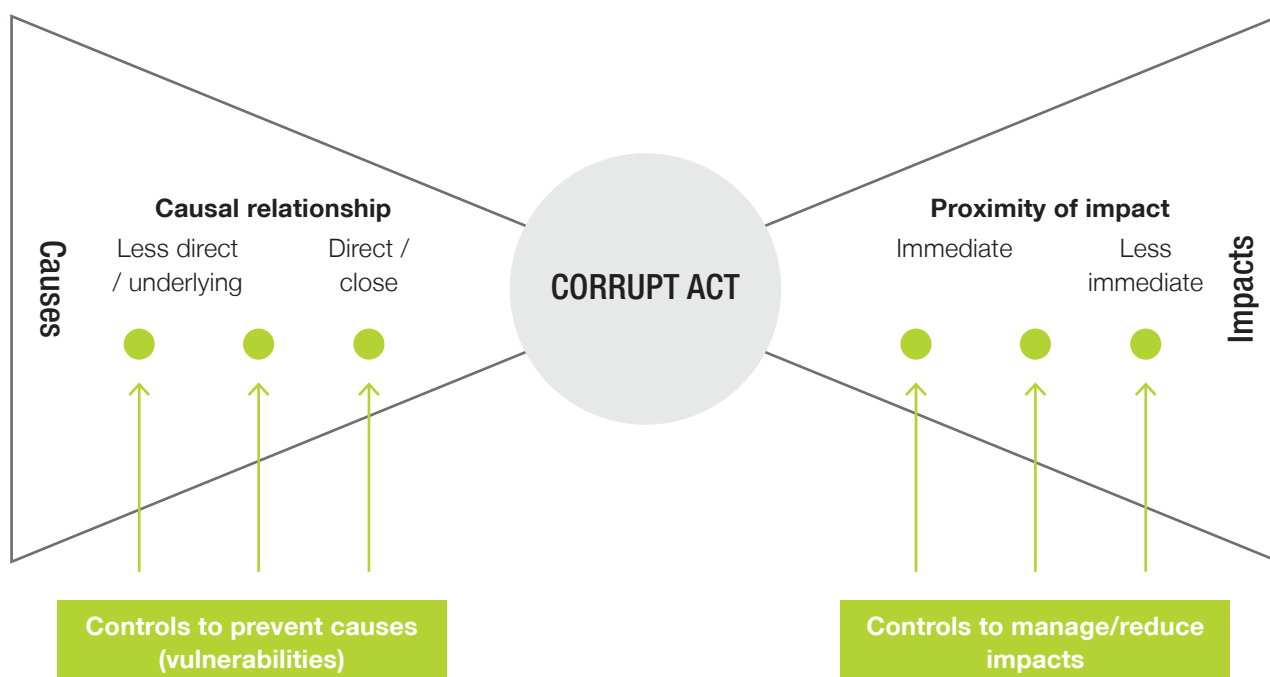 Causes
Causal relationship
Less direct
/ underlying
Direct /
close
CORRUPT ACT
Proximity of impact
Immediate
Less
immediate
Impacts
Controls to prevent causes
(vulnerabilities)
Controls to manage/reduce
impacts